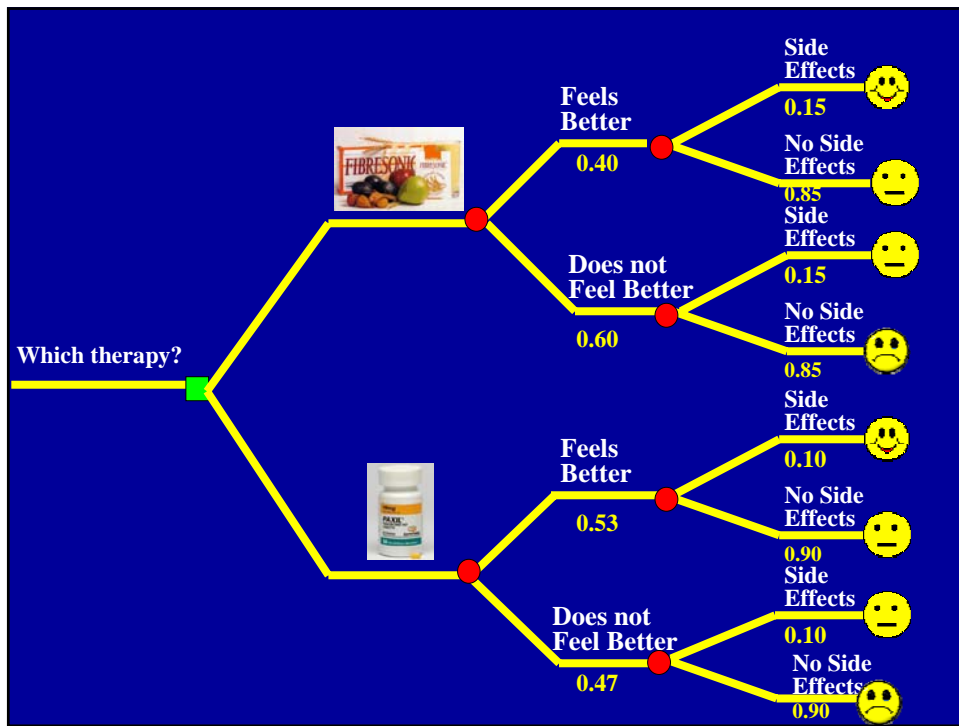 Side
Effects
0.15
Feels
Better
0.40
No Side
Effects
0.85
FIBRESONIC
Side
Effects
0.15
Does not
Feel Better
0.60
No Side
Effects
0.85
Which therapy?
Side
Effects
0.10
Feels
Better
0.53
No Side
Effects
0.90
PAXIL
Side
Effects
0.10
Does not
Feel Better
0.47
No Side
Effects
0.90